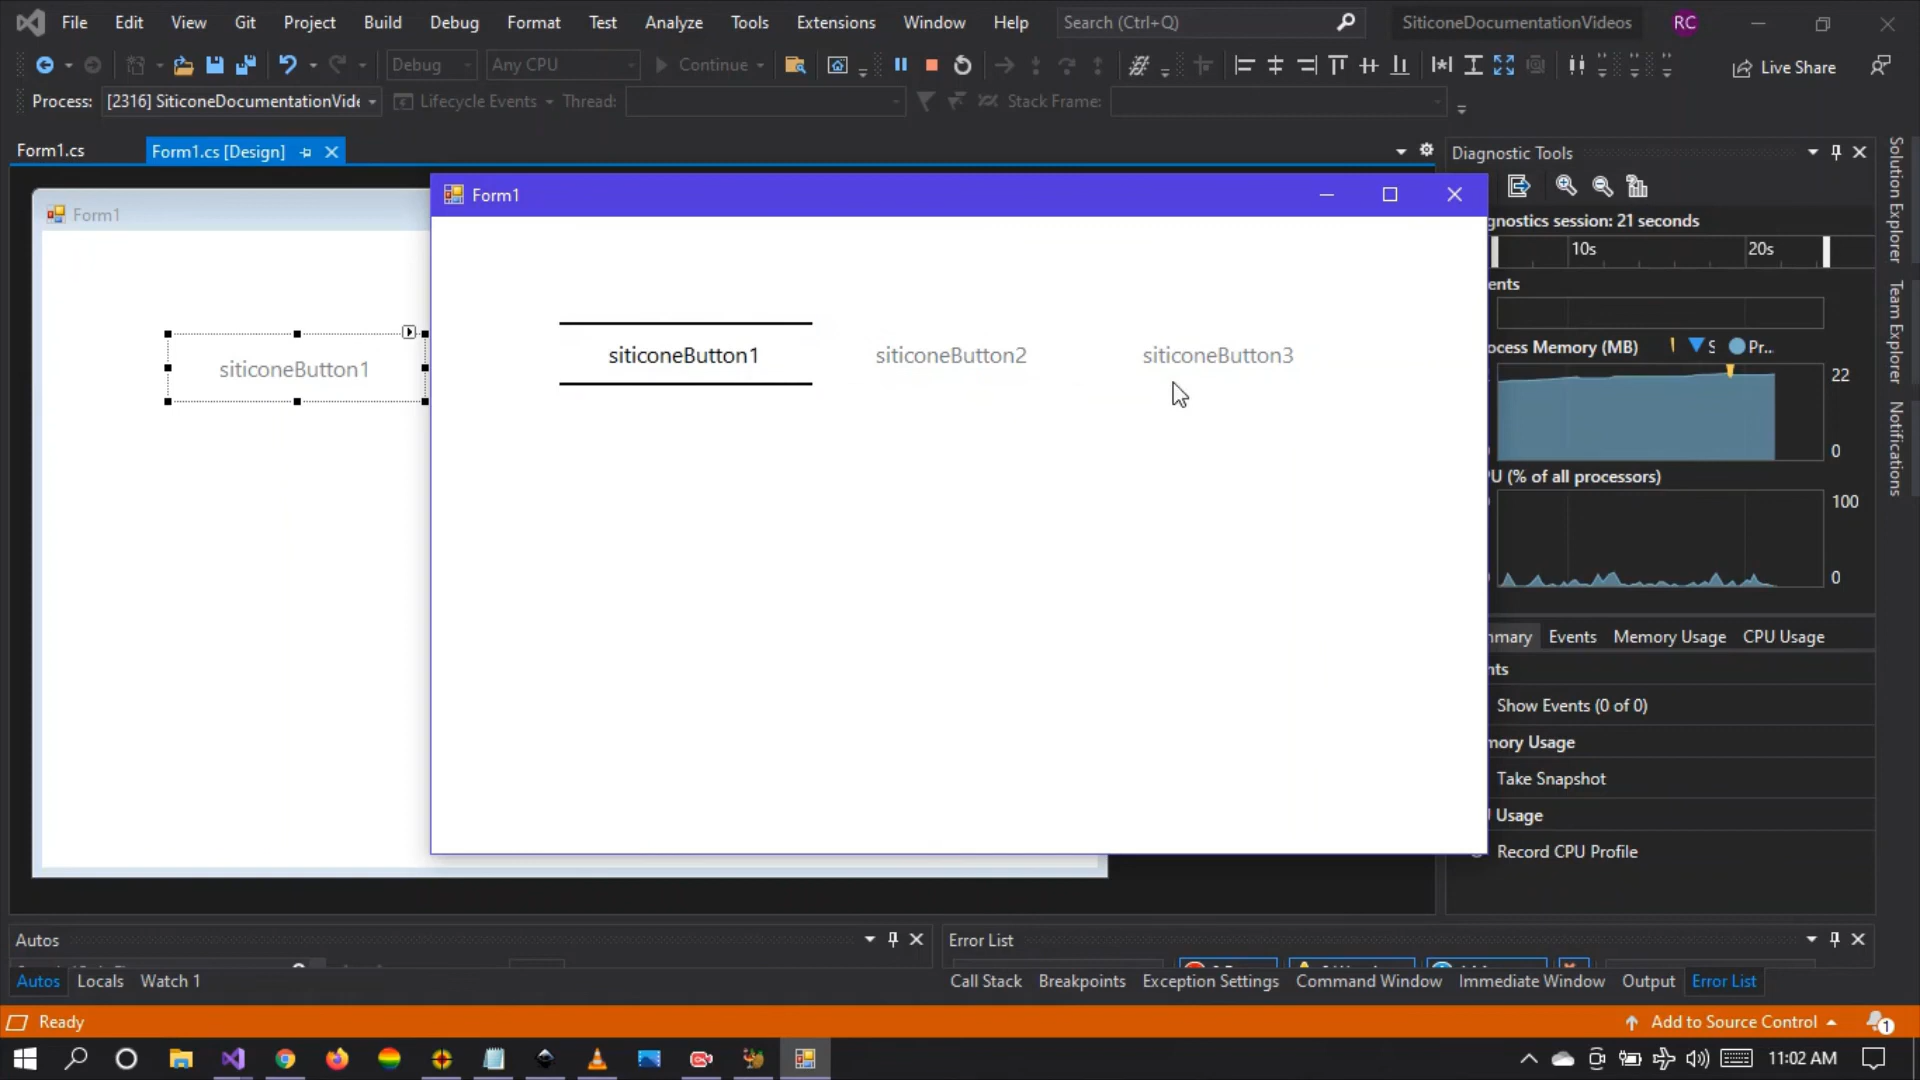 File Edit View Git Project Build Debug Format Test Analyze Tools Extensions Window Help Search (Ctrl+Q) SiticoneDocumentationVideos RC
Debug Any CPU Continue Live Share
Process: [2316] SiticoneDocumentationVide Lifecycle Events Thread: Stack Frame:
Form1.cs Form1.cs [Design] Diagnostic Tools
Form1 Form1
gnostics session: 21 seconds
10s 20s
ents
siticoneButton1 siticoneButton1 siticoneButton2 siticoneButton3
ocess Memory (MB) S Pr...
22
0
U (% of all processors)
100
0
mmary Events Memory Usage CPU Usage
nts
Show Events (0 of 0)
mory Usage
Take Snapshot
Usage
Record CPU Profile
Solution Explorer
Team Explorer
Notifications
Autos Error List
Autos Locals Watch 1 Call Stack Breakpoints Exception Settings Command Window Immediate Window Output Error List
Ready Add to Source Control 1
11:02 AM